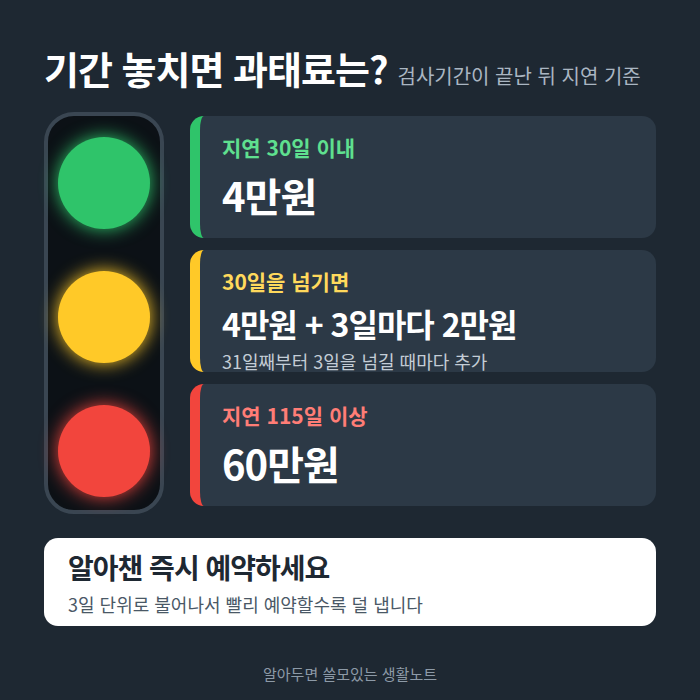 기간 놓치면 과태료는? 검사기간이 끝난 뒤 지연 기준
지연 30일 이내
4만원
30일을 넘기면
4만원 + 3일마다 2만원
31일째부터 3일을 넘길 때마다 추가
지연 115일 이상
60만원
알아챈 즉시 예약하세요
3일 단위로 불어나서 빨리 예약할수록 덜 냅니다
알아두면 쓸모있는 생활노트